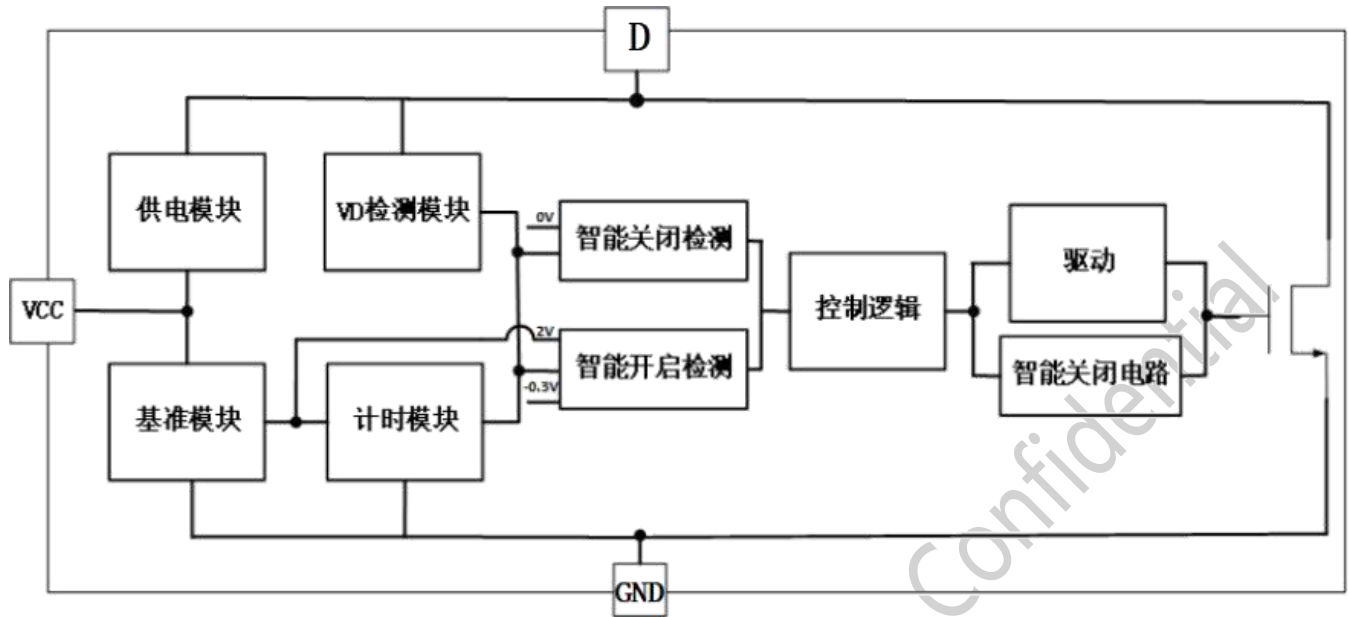 D
供电模块
VD检测模块
0V
智能关闭检测
驱动
VCC
控制逻辑
2V
智能开启检测
-0.3V
智能关闭电路
基准模块
计时模块
GND
Confidential